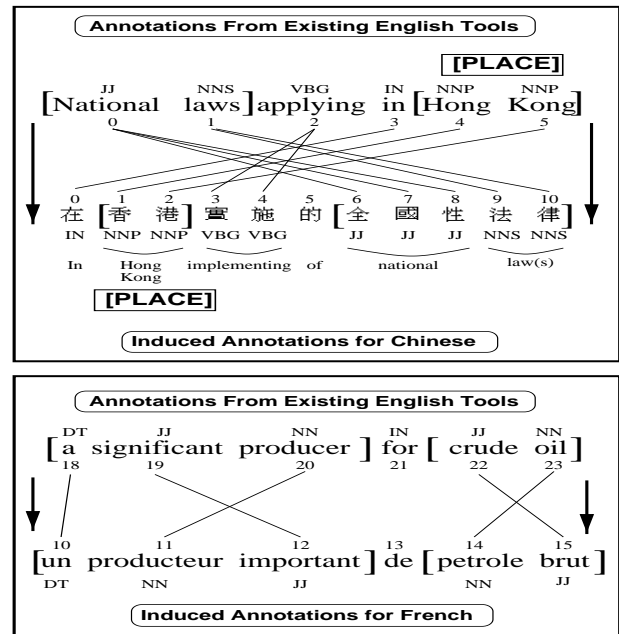 Annotations From Existing English Tools
[PLACE]
JJ NNS VBG IN NNP NNP
[National laws] applying in [Hong Kong]
0 1 2 3 4 5
0 1 2 3 4 5 6 7 8 9 10
在 [香 港] 實 施 的 [全 國 性 法 律]
IN NNP NNP VBG VBG JJ JJ JJ NNS NNS
In Hong implementing of national law(s)
Kong
[PLACE]
Induced Annotations for Chinese
Annotations From Existing English Tools
DT JJ NN IN JJ NN
[a significant producer] for [crude oil]
18 19 20 21 22 23
10 11 12 13 14 15
[un producteur important] de [petrole brut]
DT NN JJ NN JJ
Induced Annotations for French